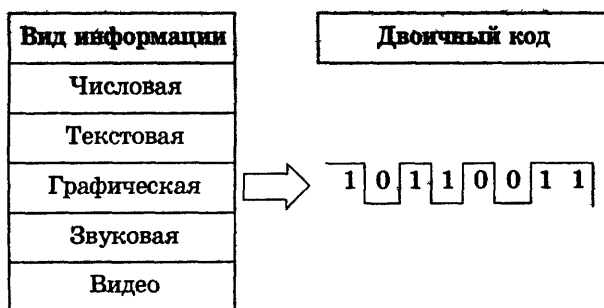 Вид информации
Числовая
Текстовая
Графическая
Звуковая
Видео
Двоичный код
1 0 1 1 0 0 1 1